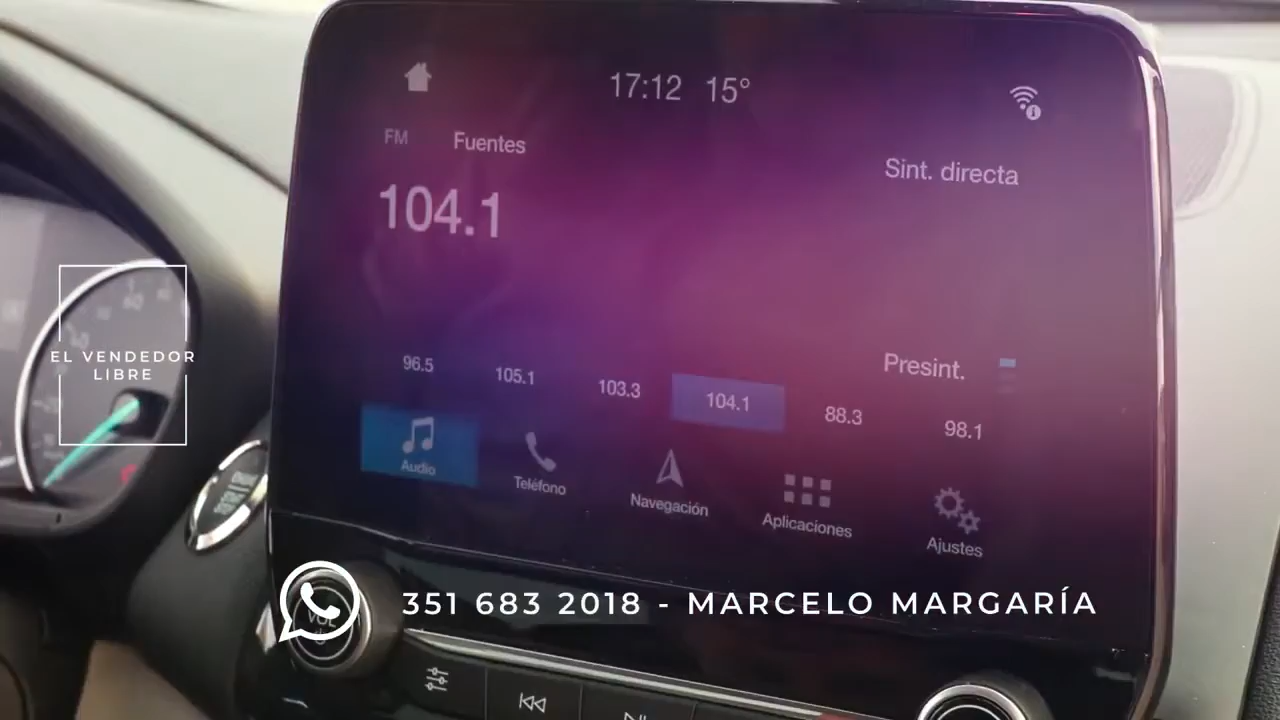 17:12 15°
FM Fuentes
Sint. directa
104.1
Presint.
96.5 105.1 103.3 104.1 88.3 98.1
Audio Teléfono Navegación Aplicaciones Ajustes
EL VENDEDOR
LIBRE
351 683 2018 - MARCELO MARGARÍA
VOL